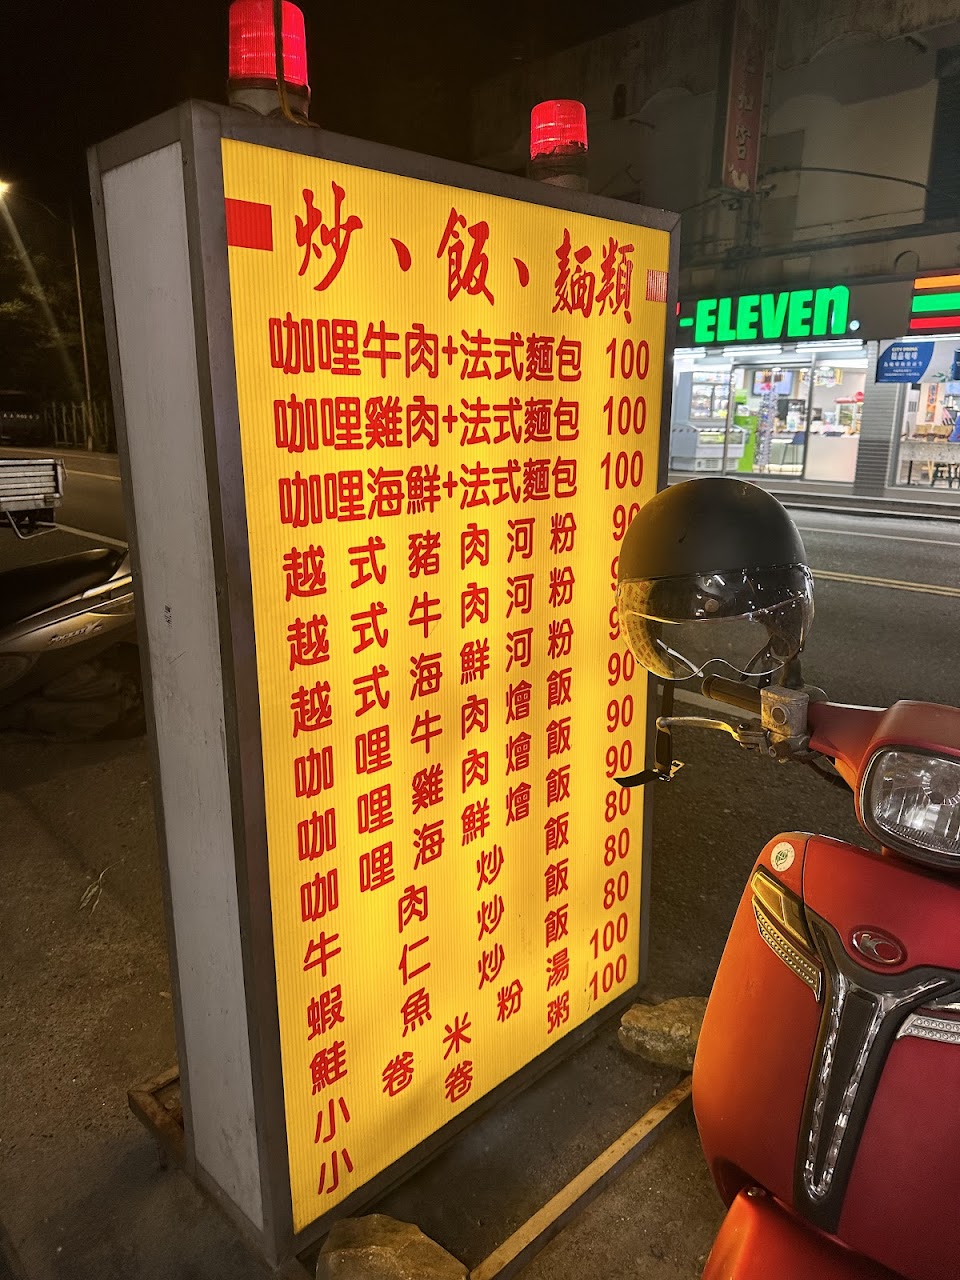 炒、飯、麵類
咖哩牛肉+法式麵包 100
咖哩雞肉+法式麵包 100
咖哩海鮮+法式麵包 100
越式豬肉河粉 90
越式牛肉河粉 9
越式海鮮河粉 9
咖哩牛肉燴飯 90
咖哩雞肉燴飯 90
咖哩海鮮燴飯 90
牛肉炒飯 80
蝦仁炒飯 80
鮭魚炒飯 80
小卷米粉湯 100
小卷粥 100
-ELEVEN